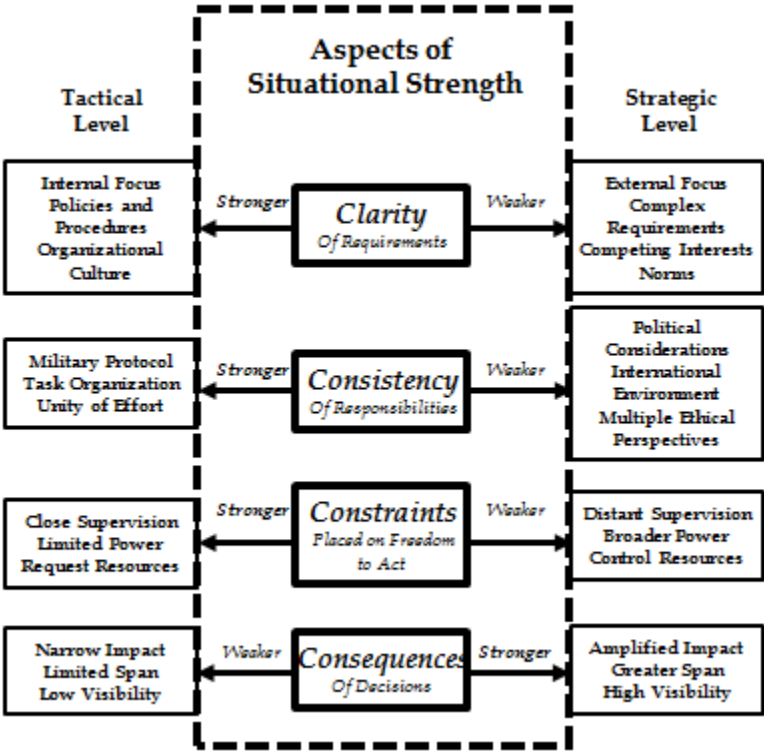 Aspects of
Situational Strength
Tactical
Level
Strategic
Level
Internal Focus
Policies and
Procedures
Organizational
Culture
Stronger
Clarity
Of Requirements
Weaker
External Focus
Complex
Requirements
Competing Interests
Norms
Military Protocol
Task Organization
Unity of Effort
Stronger
Consistency
Of Responsibilities
Weaker
Political
Considerations
International
Environment
Multiple Ethical
Perspectives
Close Supervision
Limited Power
Request Resources
Stronger
Constraints
Placed on Freedom
to Act
Weaker
Distant Supervision
Broader Power
Control Resources
Narrow Impact
Limited Span
Low Visibility
Weaker
Consequences
Of Decisions
Stronger
Amplified Impact
Greater Span
High Visibility